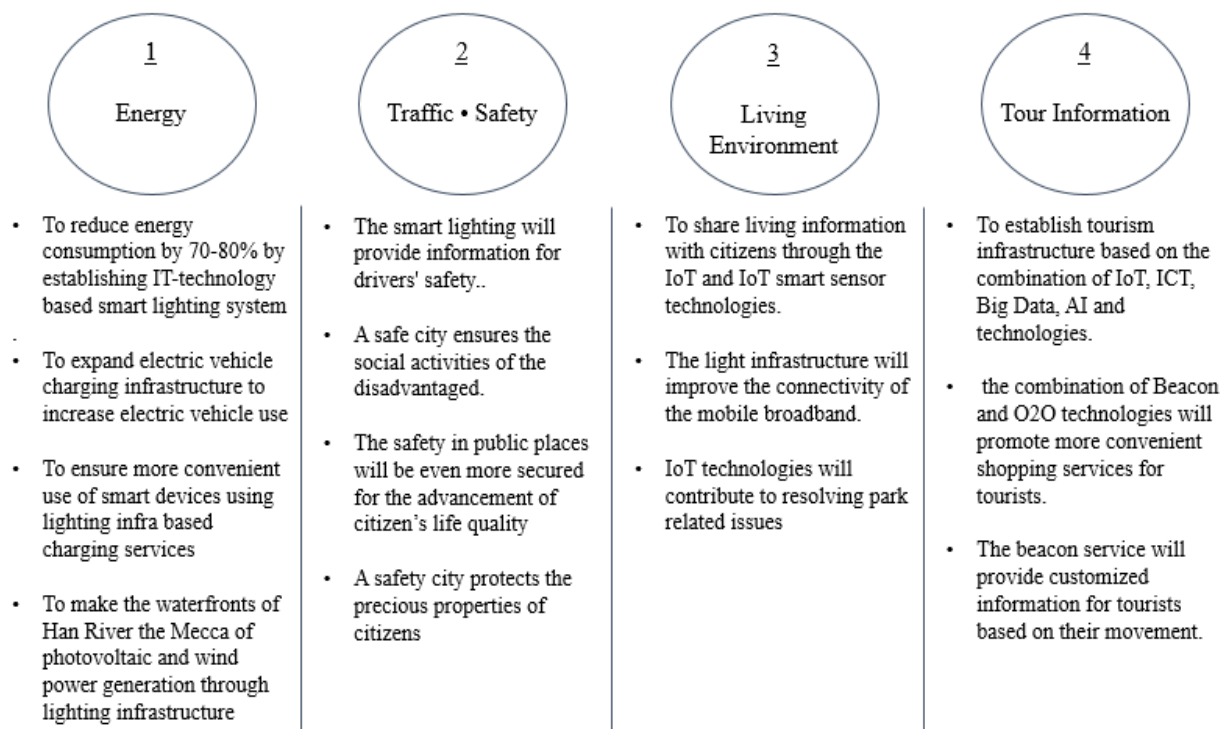 1
Energy
• To reduce energy
consumption by 70-80% by
establishing IT-technology
based smart lighting system
.
• To expand electric vehicle
charging infrastructure to
increase electric vehicle use
• To ensure more convenient
use of smart devices using
lighting infra based
charging services
• To make the waterfronts of
Han River the Mecca of
photovoltaic and wind
power generation through
lighting infrastructure
2
Traffic • Safety
• The smart lighting will
provide information for
drivers' safety..
• A safe city ensures the
social activities of the
disadvantaged.
• The safety in public places
will be even more secured
for the advancement of
citizen’s life quality
• A safety city protects the
precious properties of
citizens
3
Living
Environment
• To share living information
with citizens through the
IoT and IoT smart sensor
technologies.
• The light infrastructure will
improve the connectivity of
the mobile broadband.
• IoT technologies will
contribute to resolving park
related issues
4
Tour Information
• To establish tourism
infrastructure based on the
combination of IoT, ICT,
Big Data, AI and
technologies.
• the combination of Beacon
and O2O technologies will
promote more convenient
shopping services for
tourists.
• The beacon service will
provide customized
information for tourists
based on their movement.